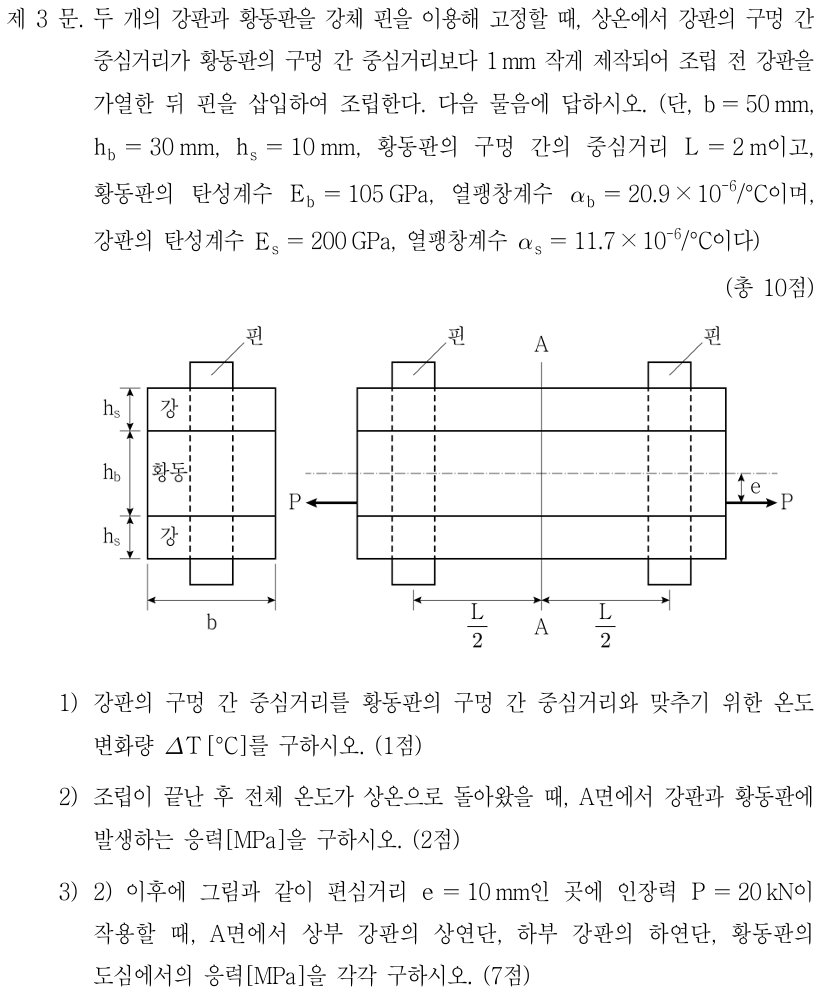 제 3 문. 두 개의 강판과 황동판을 강체 핀을 이용해 고정할 때, 상온에서 강판의 구멍 간
중심거리가 황동판의 구멍 간 중심거리보다 1 mm 작게 제작되어 조립 전 강판을
가열한 뒤 핀을 삽입하여 조립한다. 다음 물음에 답하시오. (단, b = 50 mm,
h_b = 30 mm, h_s = 10 mm, 황동판의 구멍 간의 중심거리 L = 2 m이고,
황동판의 탄성계수 E_b = 105 GPa, 열팽창계수 α_b = 20.9 × 10⁻⁶/°C이며,
강판의 탄성계수 E_s = 200 GPa, 열팽창계수 α_s = 11.7 × 10⁻⁶/°C이다)
(총 10점)
핀
핀
A
핀
h_s
강
h_b
황동
e
P
P
h_s
강
b
L/2
A
L/2
1) 강판의 구멍 간 중심거리를 황동판의 구멍 간 중심거리와 맞추기 위한 온도
변화량 ΔT [°C]를 구하시오. (1점)
2) 조립이 끝난 후 전체 온도가 상온으로 돌아왔을 때, A면에서 강판과 황동판에
발생하는 응력[MPa]을 구하시오. (2점)
3) 2) 이후에 그림과 같이 편심거리 e = 10 mm인 곳에 인장력 P = 20 kN이
작용할 때, A면에서 상부 강판의 상연단, 하부 강판의 하연단, 황동판의
도심에서의 응력[MPa]을 각각 구하시오. (7점)